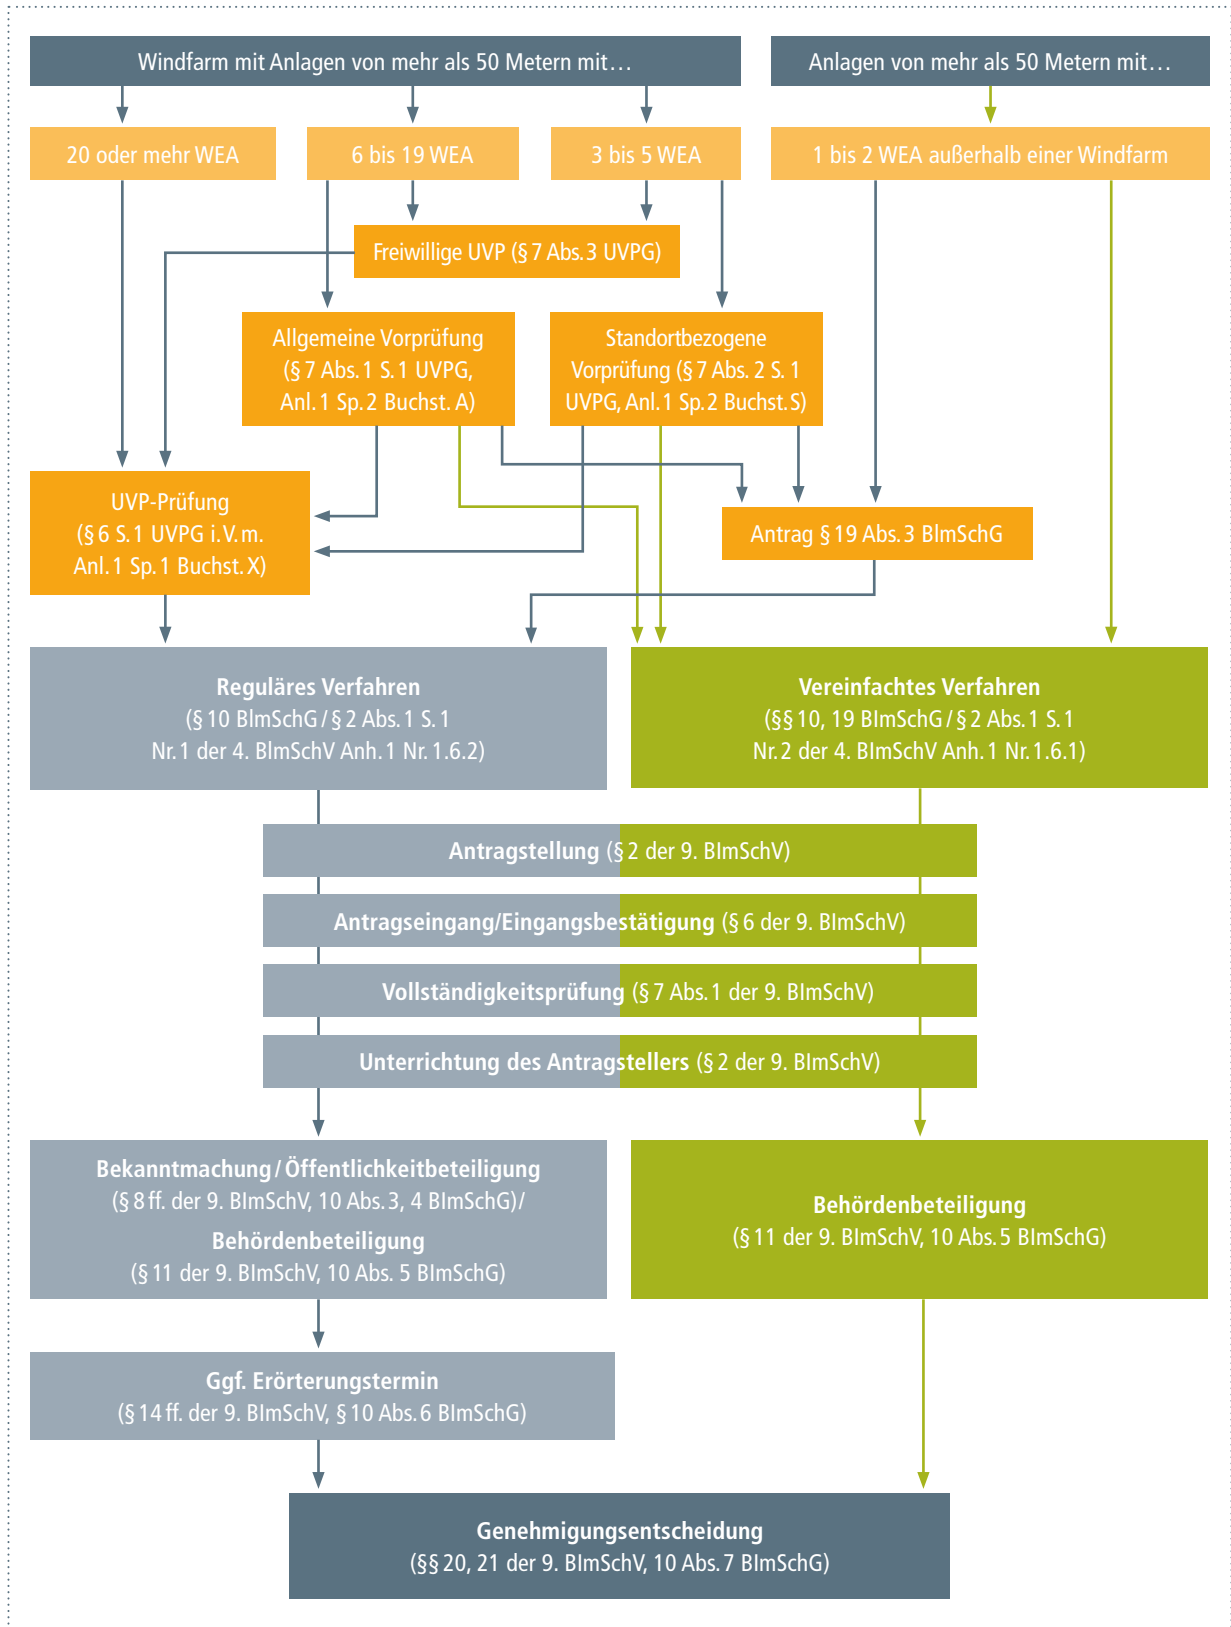 Windfarm mit Anlagen von mehr als 50 Metern mit…
Anlagen von mehr als 50 Metern mit…
20 oder mehr WEA
6 bis 19 WEA
3 bis 5 WEA
1 bis 2 WEA außerhalb einer Windfarm
Freiwillige UVP (§ 7 Abs. 3 UVPG)
Allgemeine Vorprüfung
(§ 7 Abs. 1 S. 1 UVPG,
Anl. 1 Sp. 2 Buchst. A)
Standortbezogene
Vorprüfung (§ 7 Abs. 2 S. 1
UVPG, Anl. 1 Sp. 2 Buchst. S)
UVP-Prüfung
(§ 6 S. 1 UVPG i. V. m.
Anl. 1 Sp. 1 Buchst. X)
Antrag § 19 Abs. 3 BImSchG
Reguläres Verfahren
(§ 10 BImSchG / § 2 Abs. 1 S. 1
Nr. 1 der 4. BImSchV Anh. 1 Nr. 1.6.2)
Vereinfachtes Verfahren
(§§ 10, 19 BImSchG / § 2 Abs. 1 S. 1
Nr. 2 der 4. BImSchV Anh. 1 Nr. 1.6.1)
Antragstellung (§ 2 der 9. BImSchV)
Antragseingang/Eingangsbestätigung (§ 6 der 9. BImSchV)
Vollständigkeitsprüfung (§ 7 Abs. 1 der 9. BImSchV)
Unterrichtung des Antragstellers (§ 2 der 9. BImSchV)
Bekanntmachung / Öffentlichkeitbeteiligung
(§ 8 ff. der 9. BImSchV, 10 Abs. 3, 4 BImSchG) /
Behördenbeteiligung
(§ 11 der 9. BImSchV, 10 Abs. 5 BImSchG)
Behördenbeteiligung
(§ 11 der 9. BImSchV, 10 Abs. 5 BImSchG)
Ggf. Erörterungstermin
(§ 14 ff. der 9. BImSchV, § 10 Abs. 6 BImSchG)
Genehmigungsentscheidung
(§§ 20, 21 der 9. BImSchV, 10 Abs. 7 BImSchG)